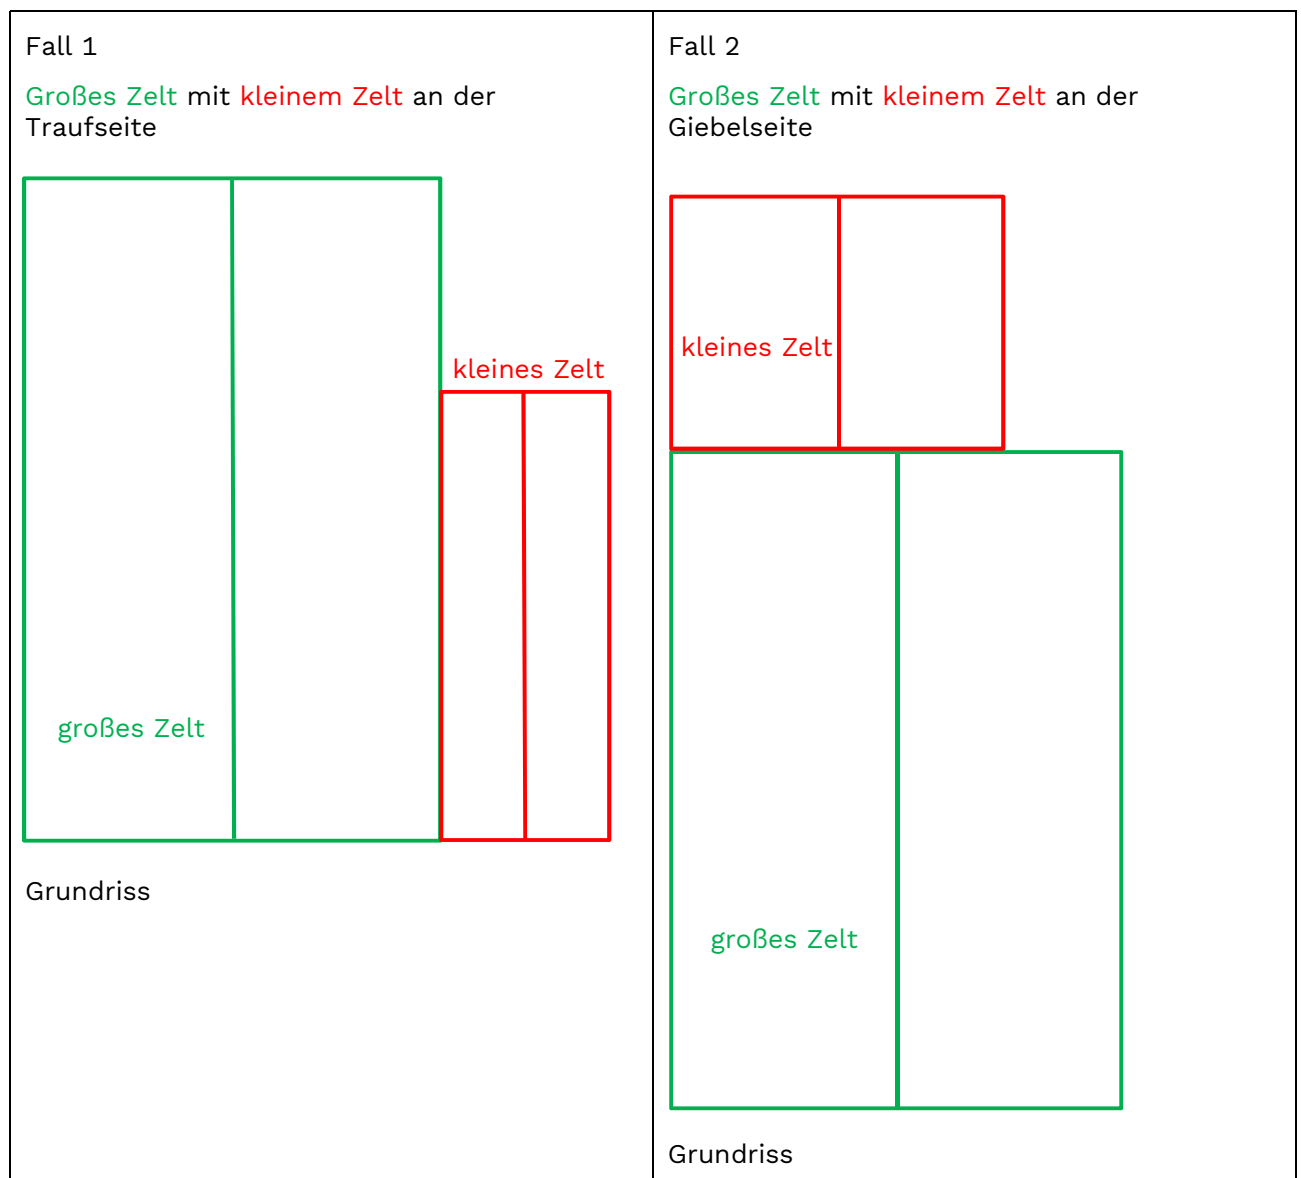 Fall 1
Großes Zelt mit kleinem Zelt an der
Traufseite
kleines Zelt
großes Zelt
Grundriss
Fall 2
Großes Zelt mit kleinem Zelt an der
Giebelseite
kleines Zelt
großes Zelt
Grundriss